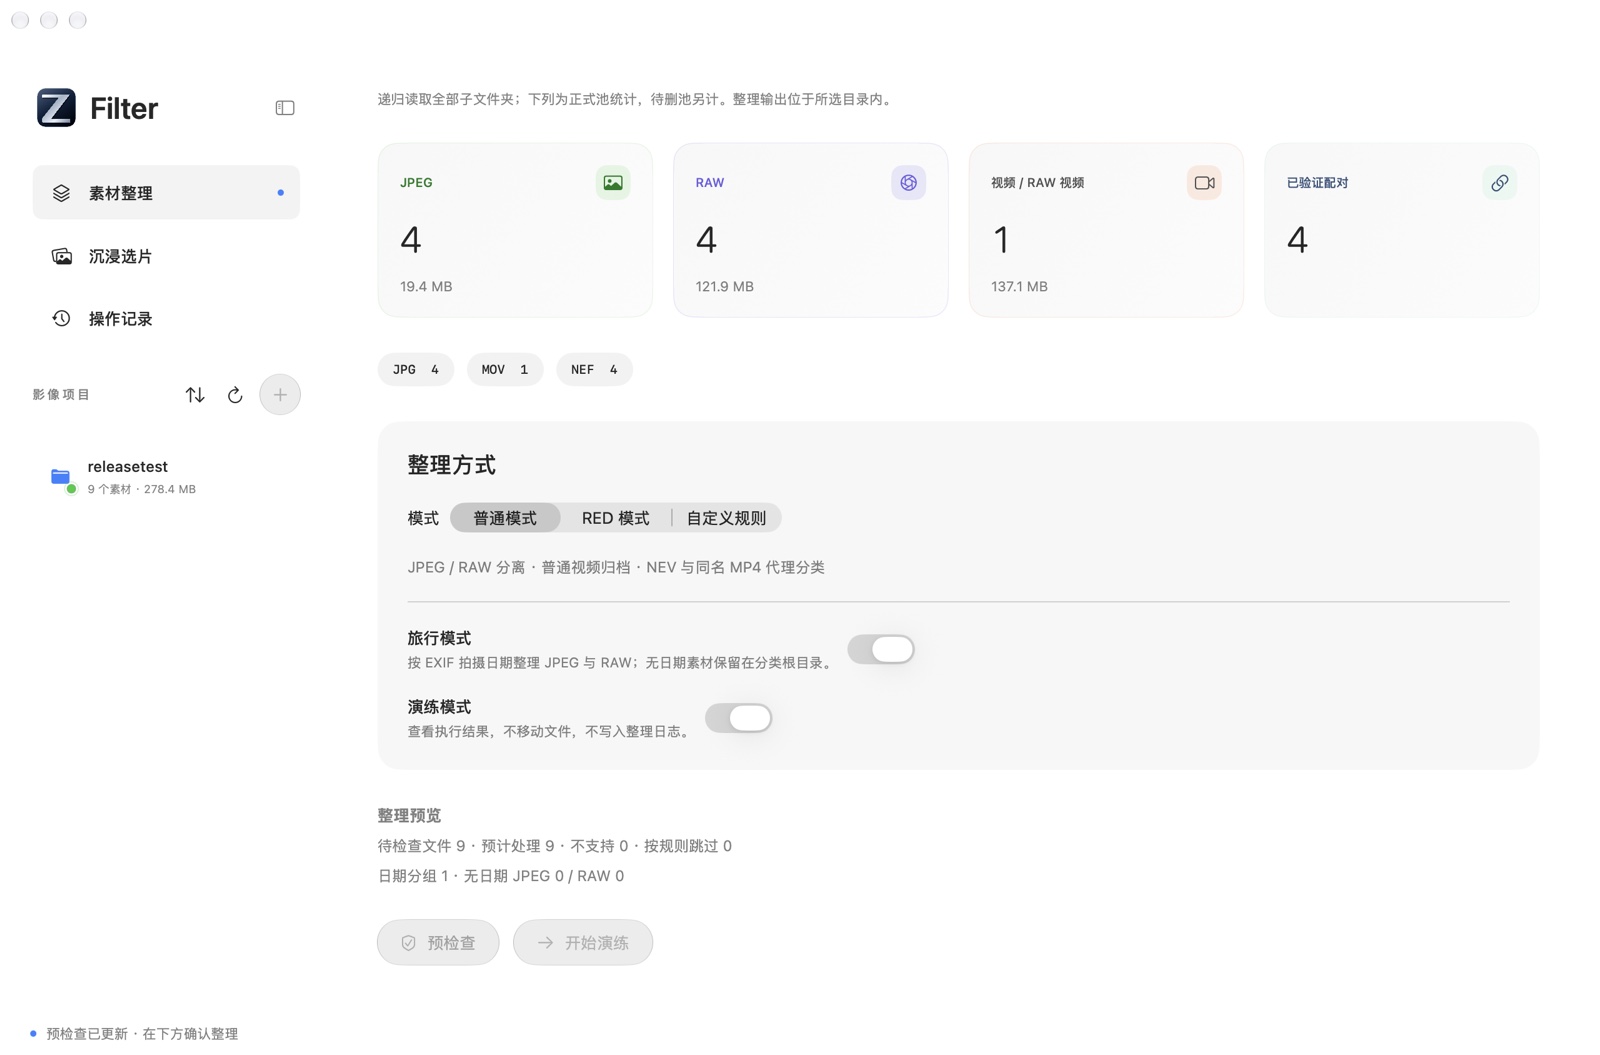 Z Filter
素材整理
沉浸选片
操作记录
影像项目
releasetest
9 个素材 · 278.4 MB
预检查已更新 · 在下方确认整理
递归读取全部子文件夹；下列为正式池统计，待删池另计。整理输出位于所选目录内。
JPEG
4
19.4 MB
RAW
4
121.9 MB
视频 / RAW 视频
1
137.1 MB
已验证配对
4
JPG 4
MOV 1
NEF 4
整理方式
模式 普通模式 RED 模式 自定义规则
JPEG / RAW 分离 · 普通视频归档 · NEV 与同名 MP4 代理分类
旅行模式
按 EXIF 拍摄日期整理 JPEG 与 RAW；无日期素材保留在分类根目录。
演练模式
查看执行结果，不移动文件，不写入整理日志。
整理预览
待检查文件 9 · 预计处理 9 · 不支持 0 · 按规则跳过 0
日期分组 1 · 无日期 JPEG 0 / RAW 0
预检查
开始演练